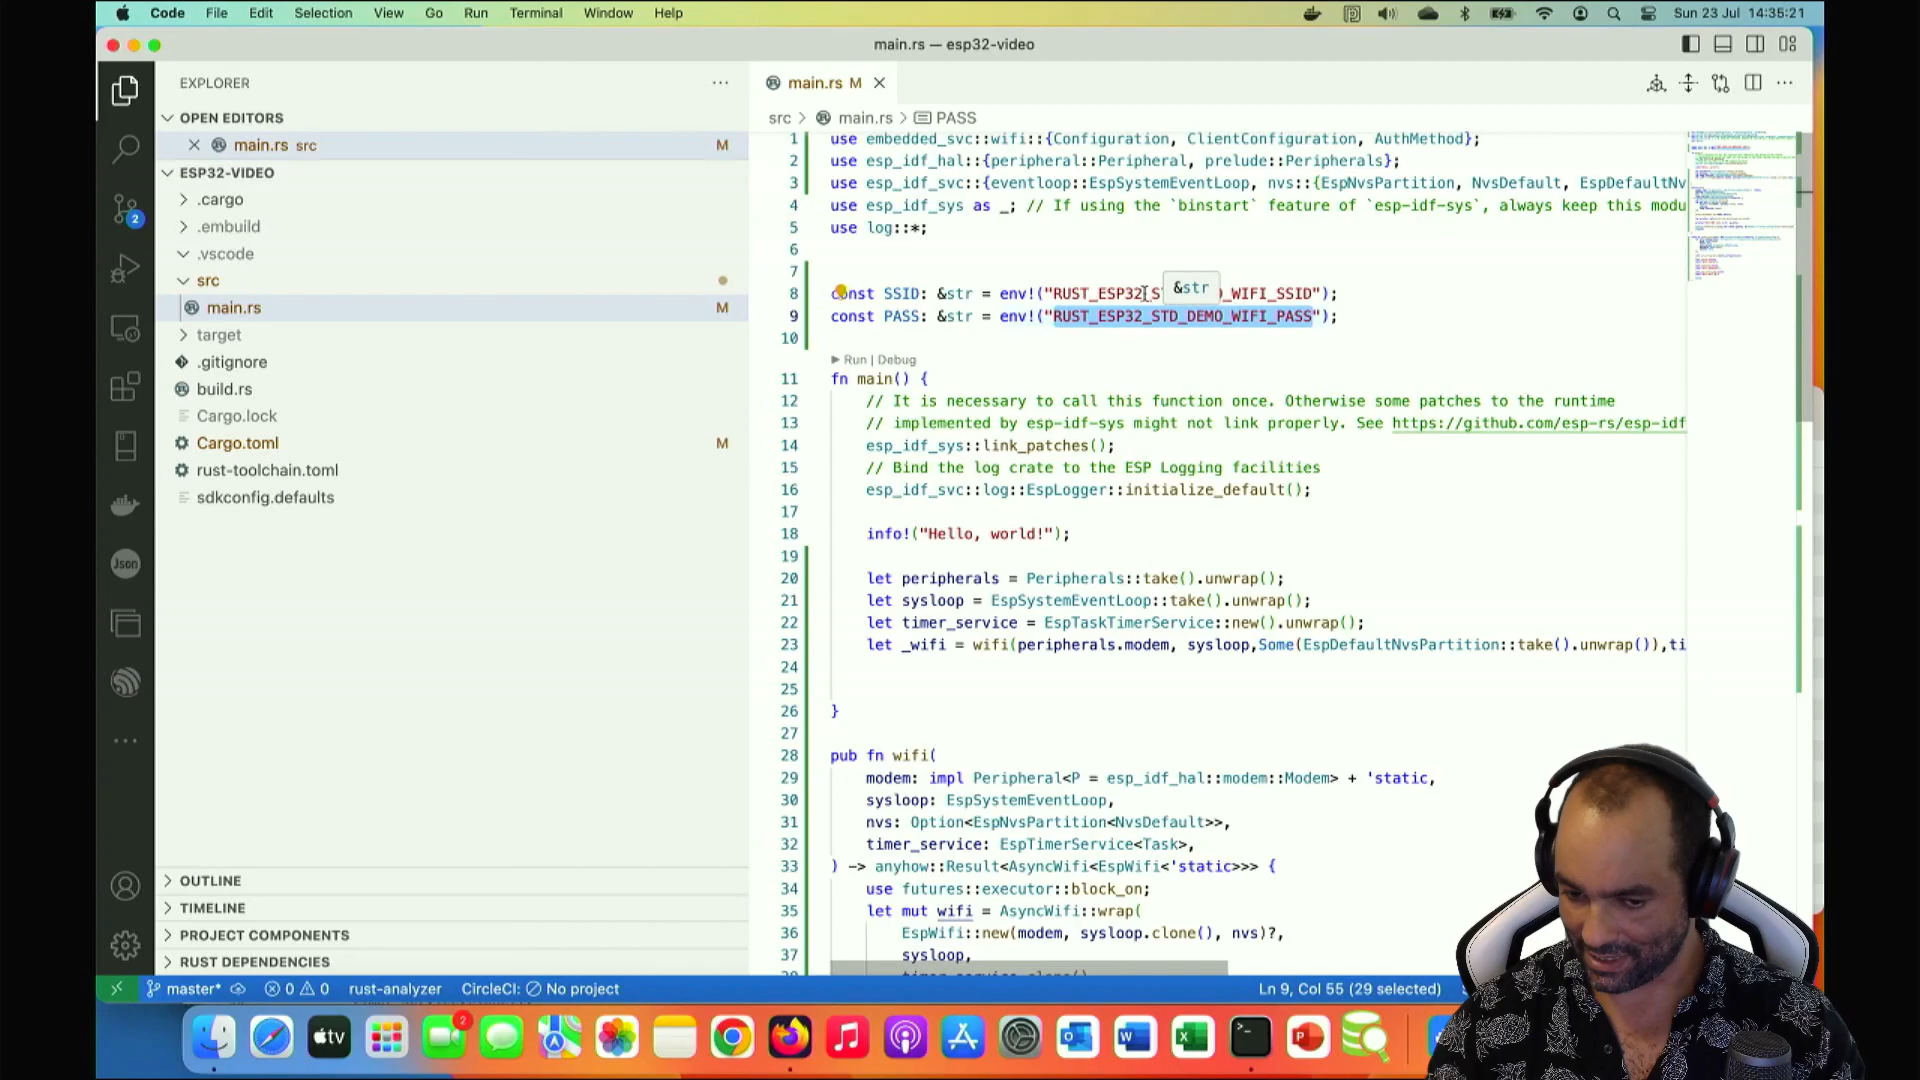 Code File Edit Selection View Go Run Terminal Window Help
Sun 23 Jul 14:35:21
main.rs — esp32-video
EXPLORER
OPEN EDITORS
main.rs src M
ESP32-VIDEO
.cargo
.embuild
.vscode
src
main.rs M
target
.gitignore
build.rs
Cargo.lock
Cargo.toml M
rust-toolchain.toml
sdkconfig.defaults
OUTLINE
TIMELINE
PROJECT COMPONENTS
RUST DEPENDENCIES
2
Json
main.rs M
src > main.rs > PASS
1 use embedded_svc::wifi::{Configuration, ClientConfiguration, AuthMethod};
2 use esp_idf_hal::{peripheral::Peripheral, prelude::Peripherals};
3 use esp_idf_svc::{eventloop::EspSystemEventLoop, nvs::{EspNvsPartition, NvsDefault, EspDefaultNv
4 use esp_idf_sys as _; // If using the `binstart` feature of `esp-idf-sys`, always keep this modu
5 use log::*;
6
7
&str
8 const SSID: &str = env!("RUST_ESP32_S _WIFI_SSID");
9 const PASS: &str = env!("RUST_ESP32_STD_DEMO_WIFI_PASS");
10
Run | Debug
11 fn main() {
12 // It is necessary to call this function once. Otherwise some patches to the runtime
13 // implemented by esp-idf-sys might not link properly. See https://github.com/esp-rs/esp-idf
14 esp_idf_sys::link_patches();
15 // Bind the log crate to the ESP Logging facilities
16 esp_idf_svc::log::EspLogger::initialize_default();
17
18 info!("Hello, world!");
19
20 let peripherals = Peripherals::take().unwrap();
21 let sysloop = EspSystemEventLoop::take().unwrap();
22 let timer_service = EspTaskTimerService::new().unwrap();
23 let _wifi = wifi(peripherals.modem, sysloop,Some(EspDefaultNvsPartition::take().unwrap()),ti
24
25
26 }
27
28 pub fn wifi(
29 modem: impl Peripheral<P = esp_idf_hal::modem::Modem> + 'static,
30 sysloop: EspSystemEventLoop,
31 nvs: Option<EspNvsPartition<NvsDefault>>,
32 timer_service: EspTimerService<Task>,
33 ) -> anyhow::Result<AsyncWifi<EspWifi<'static>>> {
34 use futures::executor::block_on;
35 let mut wifi = AsyncWifi::wrap(
36 EspWifi::new(modem, sysloop.clone(), nvs)?,
37 sysloop,
master* 0 0 rust-analyzer CircleCI: No project
Ln 9, Col 55 (29 selected)
tv
2